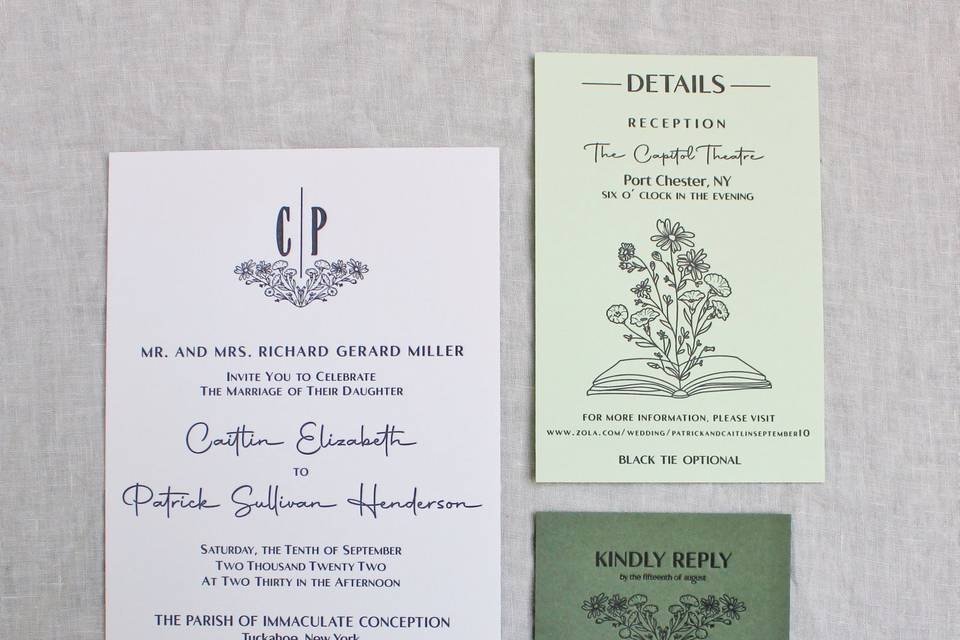 C|P
MR. AND MRS. RICHARD GERARD MILLER
INVITE YOU TO CELEBRATE
THE MARRIAGE OF THEIR DAUGHTER
Caitlin Elizabeth
TO
Patrick Sullivan Henderson
SATURDAY, THE TENTH OF SEPTEMBER
TWO THOUSAND TWENTY TWO
AT TWO THIRTY IN THE AFTERNOON
THE PARISH OF IMMACULATE CONCEPTION
Tuckahoe, New York
DETAILS
RECEPTION
The Capitol Theatre
Port Chester, NY
SIX O' CLOCK IN THE EVENING
FOR MORE INFORMATION, PLEASE VISIT
WWW.ZOLA.COM/WEDDING/PATRICKANDCAITLINSEPTEMBER10
BLACK TIE OPTIONAL
KINDLY REPLY
by the fifteenth of august